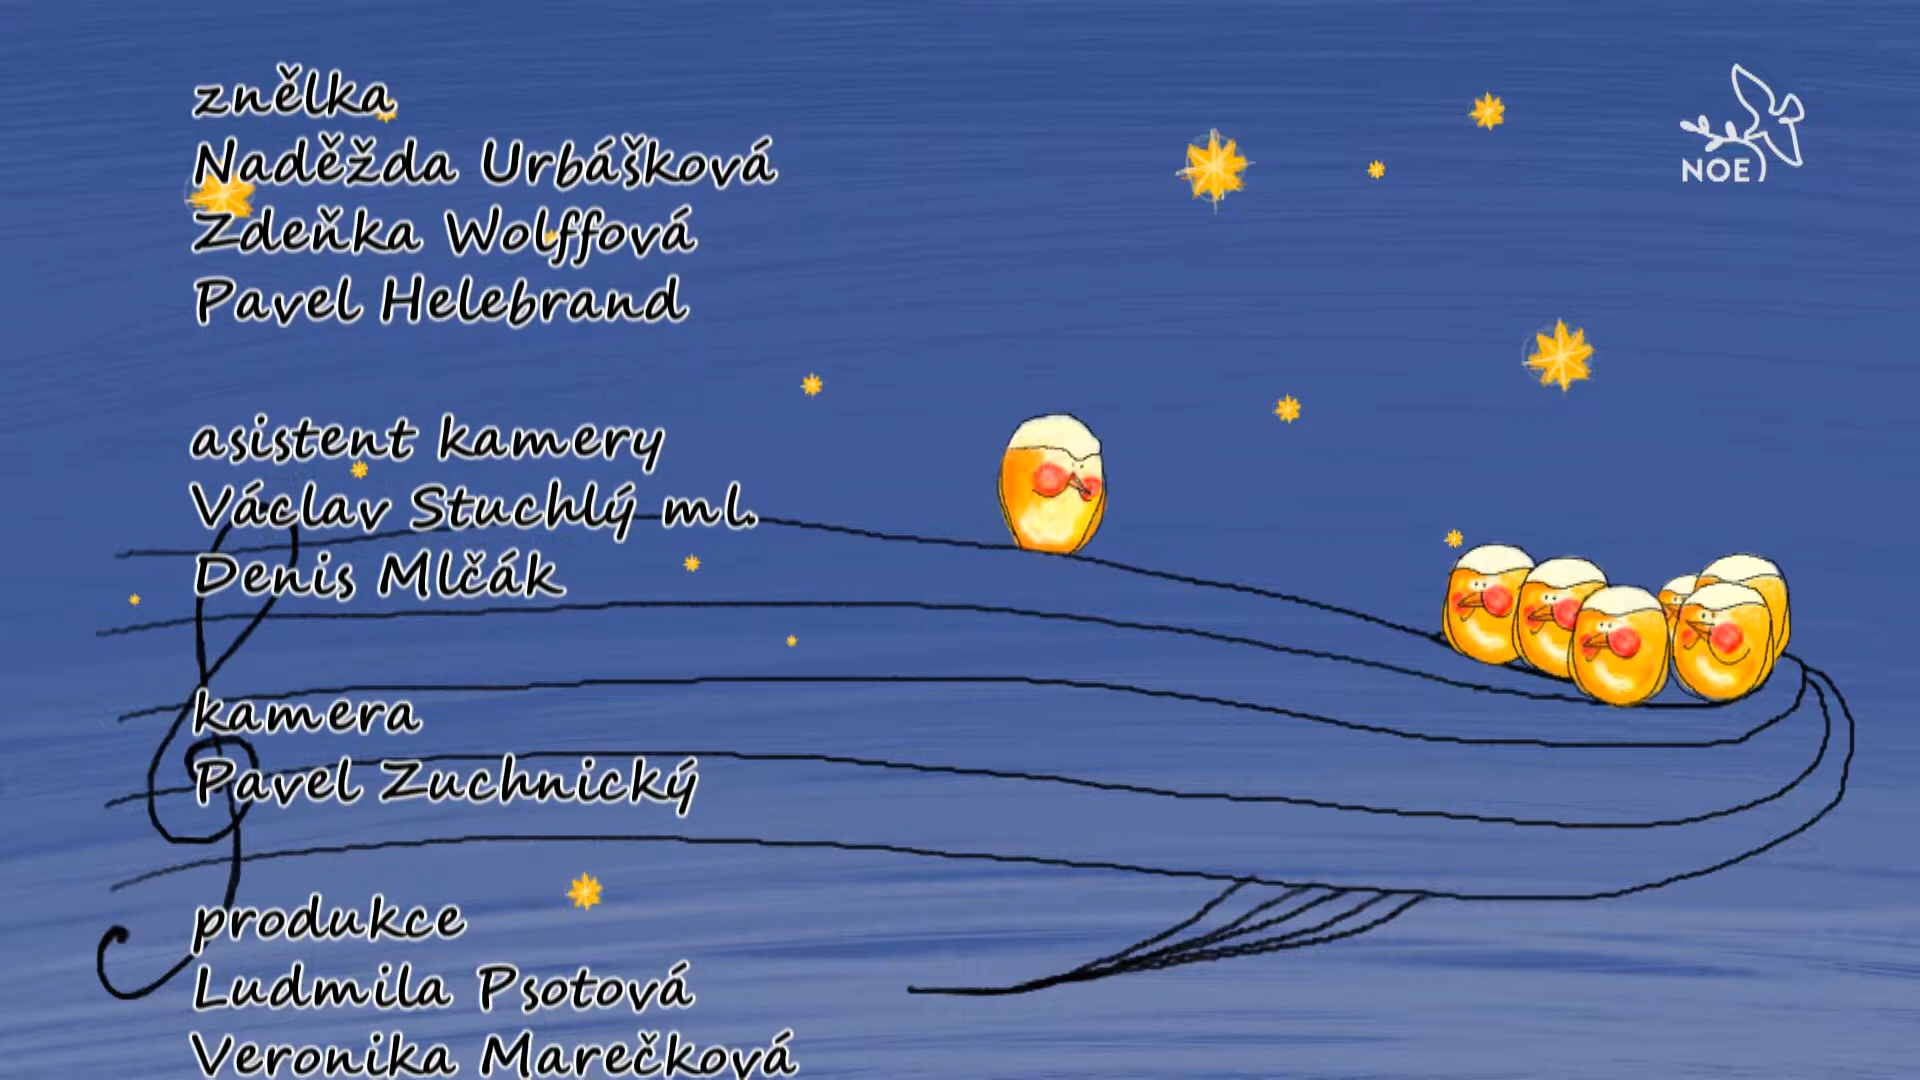 znělka
Naděžda Urbášková
Zdeňka Wolffová
Pavel Helebrand
asistent kamery
Václav Stuchlý ml.
Denis Mlčák
kamera
Pavel Zuchnický
produkce
Ludmila Psotová
Veronika Marečková
NOE